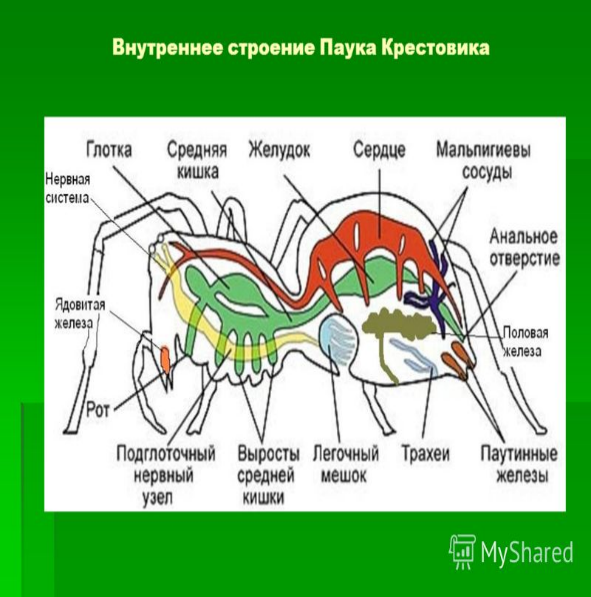 Внутреннее строение Паука Крестовика
Глотка
Средняя
кишка
Желудок
Сердце
Мальпигиевы
сосуды
Нервная
система
Анальное
отверстие
Ядовитая
железа
Половая
железа
Рот
Подглоточный
нервный
узел
Выросты
средней
кишки
Легочный
мешок
Трахеи
Паутинные
железы
MyShared